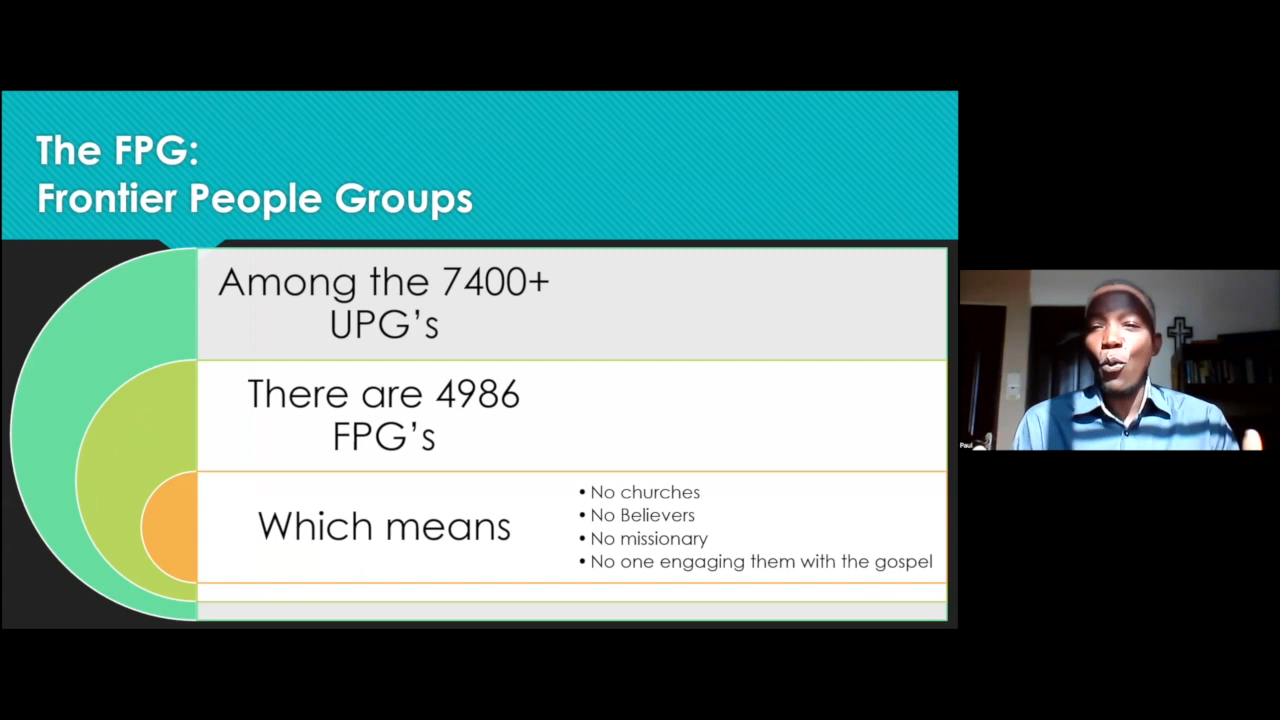 The FPG:
Frontier People Groups
Among the 7400+
UPG's
There are 4986
FPG's
Which means
• No churches
• No Believers
• No missionary
• No one engaging them with the gospel
Paul